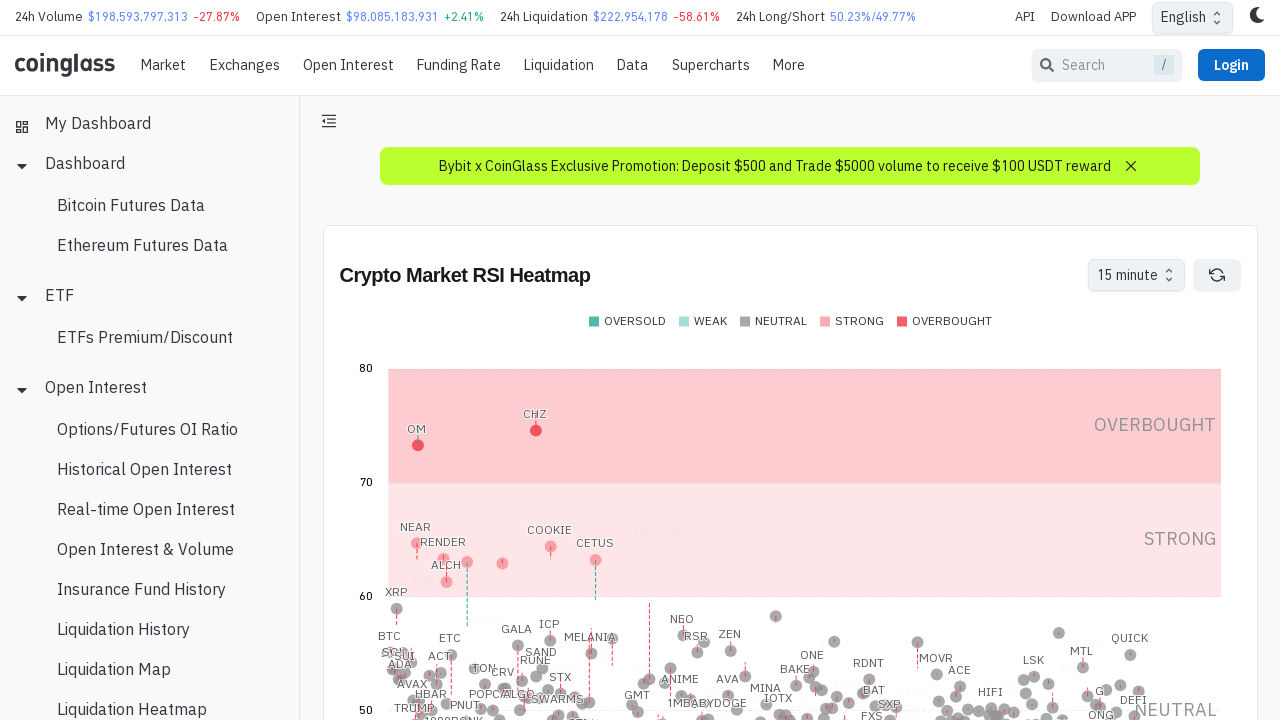 24h Volume $198,593,797,313 -27.87% Open Interest $98,085,183,931 +2.41% 24h Liquidation $222,954,178 -58.61% 24h Long/Short 50.23%/49.77% API Download APP English
coinglass Market Exchanges Open Interest Funding Rate Liquidation Data Supercharts More Search / Login
My Dashboard
Dashboard
Bitcoin Futures Data
Ethereum Futures Data
ETF
ETFs Premium/Discount
Open Interest
Options/Futures OI Ratio
Historical Open Interest
Real-time Open Interest
Open Interest & Volume
Insurance Fund History
Liquidation History
Liquidation Map
Liquidation Heatmap
Bybit x CoinGlass Exclusive Promotion: Deposit $500 and Trade $5000 volume to receive $100 USDT reward
Crypto Market RSI Heatmap 15 minute
OVERSOLD WEAK NEUTRAL STRONG OVERBOUGHT
80
CHZ
OM
OVERBOUGHT
70
NEAR COOKIE
RENDER CETUS
STRONG
ALCH
60
XRP
NEO
GALA ICP
BTC ETC MELANIA RSR ZEN QUICK
SUI ACT SAND ONE MTL
ADA RUNE RDNT MOVR LSK
TON CRV BAKE ACE
AVAX STX ANIME AVA
HBAR GMT MINA IOTX BAT HIFI G
TRUMP PNUT SXP DEFI
FXS ONG
50 NEUTRAL